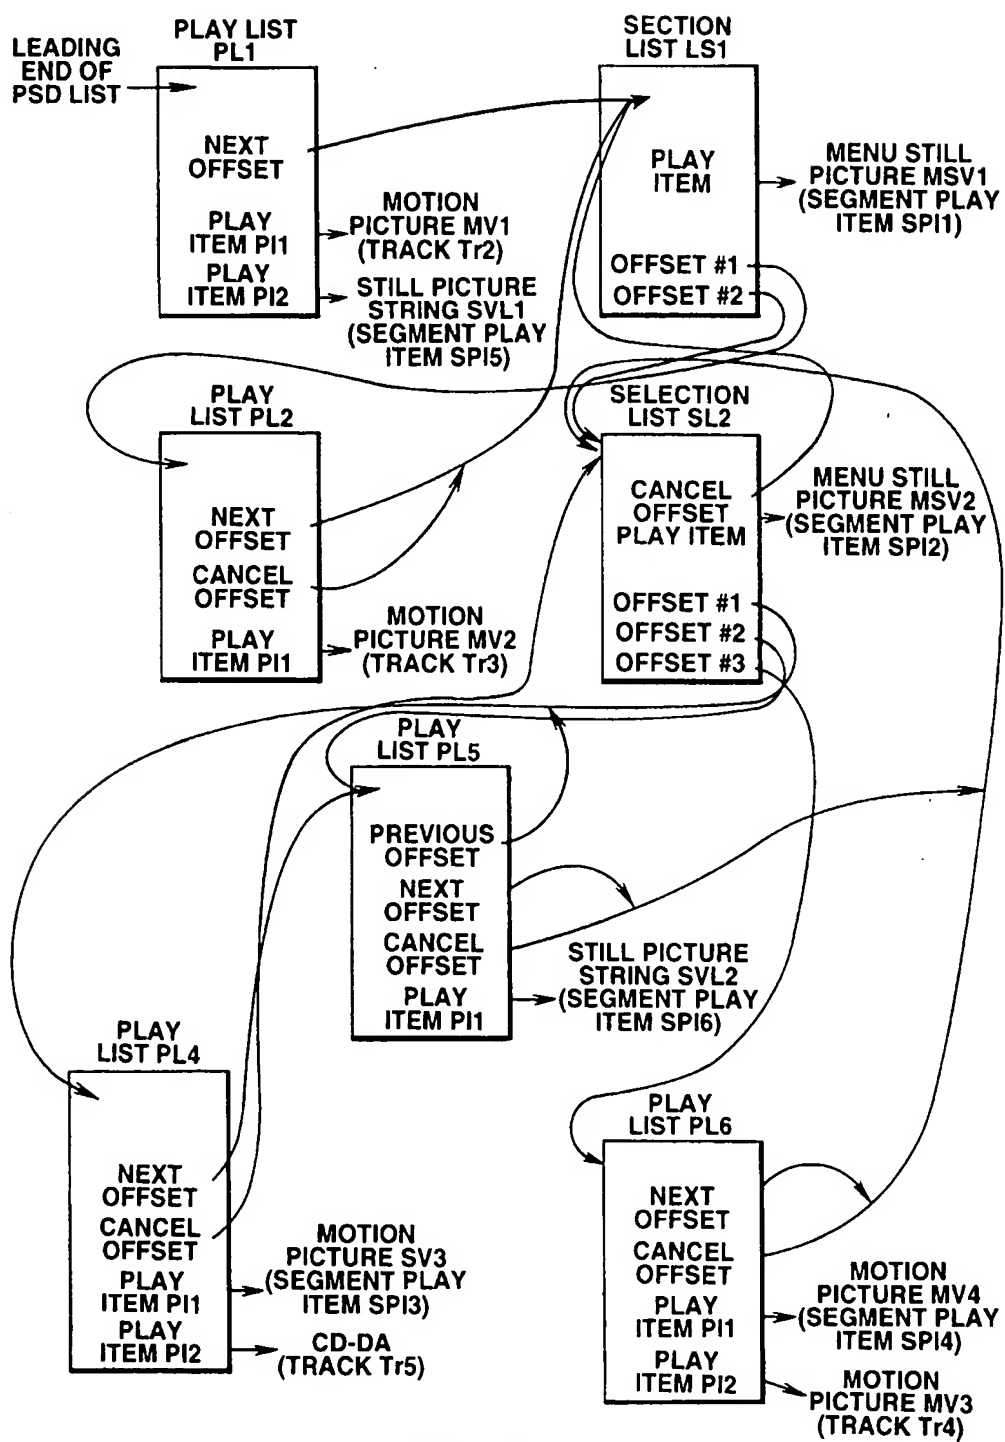 LEADING
END OF
PSD LIST
PLAY LIST
PL1
NEXT
OFFSET
PLAY
ITEM PI1
PLAY
ITEM PI2
MOTION
PICTURE MV1
(TRACK Tr2)
STILL PICTURE
STRING SVL1
(SEGMENT PLAY
ITEM SPI5)
SECTION
LIST LS1
PLAY
ITEM
OFFSET #1
OFFSET #2
MENU STILL
PICTURE MSV1
(SEGMENT PLAY
ITEM SPI1)
PLAY
LIST PL2
NEXT
OFFSET
CANCEL
OFFSET
PLAY
ITEM PI1
MOTION
PICTURE MV2
(TRACK Tr3)
SELECTION
LIST SL2
CANCEL
OFFSET
PLAY ITEM
OFFSET #1
OFFSET #2
OFFSET #3
MENU STILL
PICTURE MSV2
(SEGMENT PLAY
ITEM SPI2)
PLAY
LIST PL5
PREVIOUS
OFFSET
NEXT
OFFSET
CANCEL
OFFSET
PLAY
ITEM PI1
STILL PICTURE
STRING SVL2
(SEGMENT PLAY
ITEM SPI6)
PLAY
LIST PL4
NEXT
OFFSET
CANCEL
OFFSET
PLAY
ITEM PI1
PLAY
ITEM PI2
MOTION
PICTURE SV3
(SEGMENT PLAY
ITEM SPI3)
CD-DA
(TRACK Tr5)
PLAY
LIST PL6
NEXT
OFFSET
CANCEL
OFFSET
PLAY
ITEM PI1
PLAY
ITEM PI2
MOTION
PICTURE MV4
(SEGMENT PLAY
ITEM SPI4)
MOTION
PICTURE MV3
(TRACK Tr4)